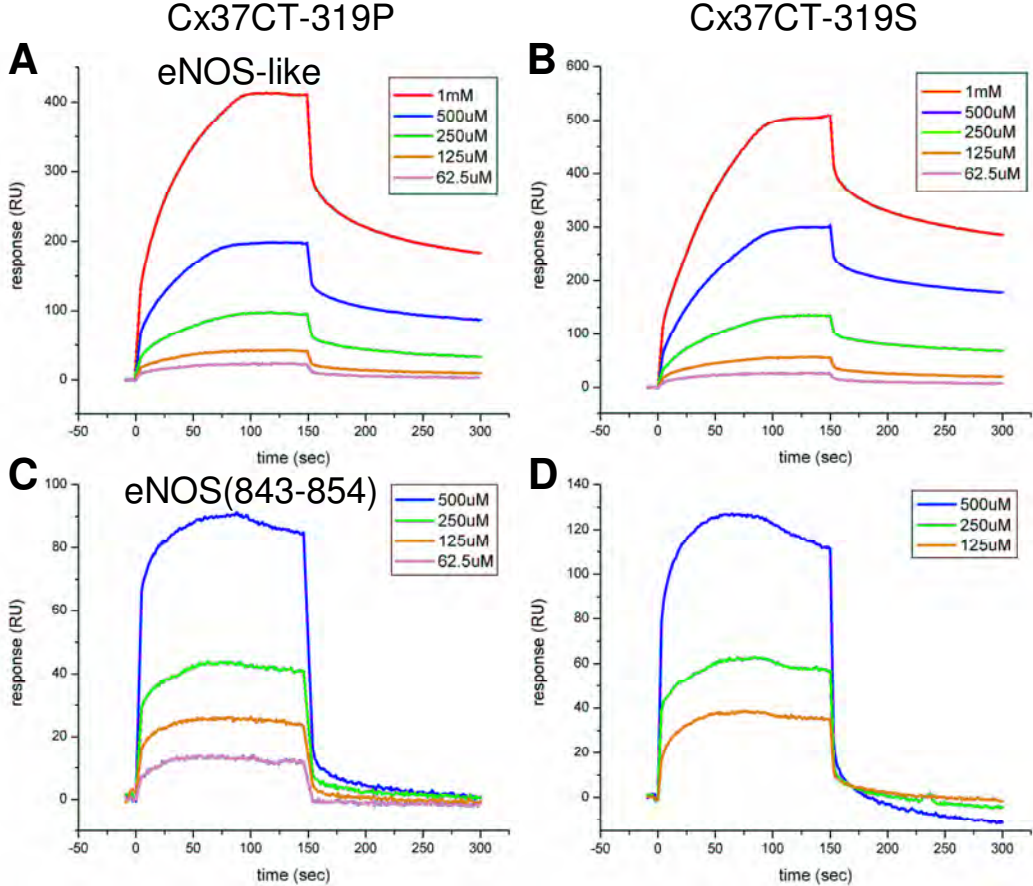 Cx37CT-319P
Cx37CT-319S
A
eNOS-like
1mM
500uM
250uM
125uM
62.5uM
400
300
200
100
0
response (RU)
-50 0 50 100 150 200 250 300
time (sec)
B
600
500
400
300
200
100
0
1mM
500uM
250uM
125uM
62.5uM
response (RU)
-50 0 50 100 150 200 250 300
time (sec)
C
eNOS(843-854)
100
80
60
40
20
0
500uM
250uM
125uM
62.5uM
response (RU)
-50 0 50 100 150 200 250 300
time (sec)
D
140
120
100
80
60
40
20
0
500uM
250uM
125uM
response (RU)
-50 0 50 100 150 200 250 300
time (sec)